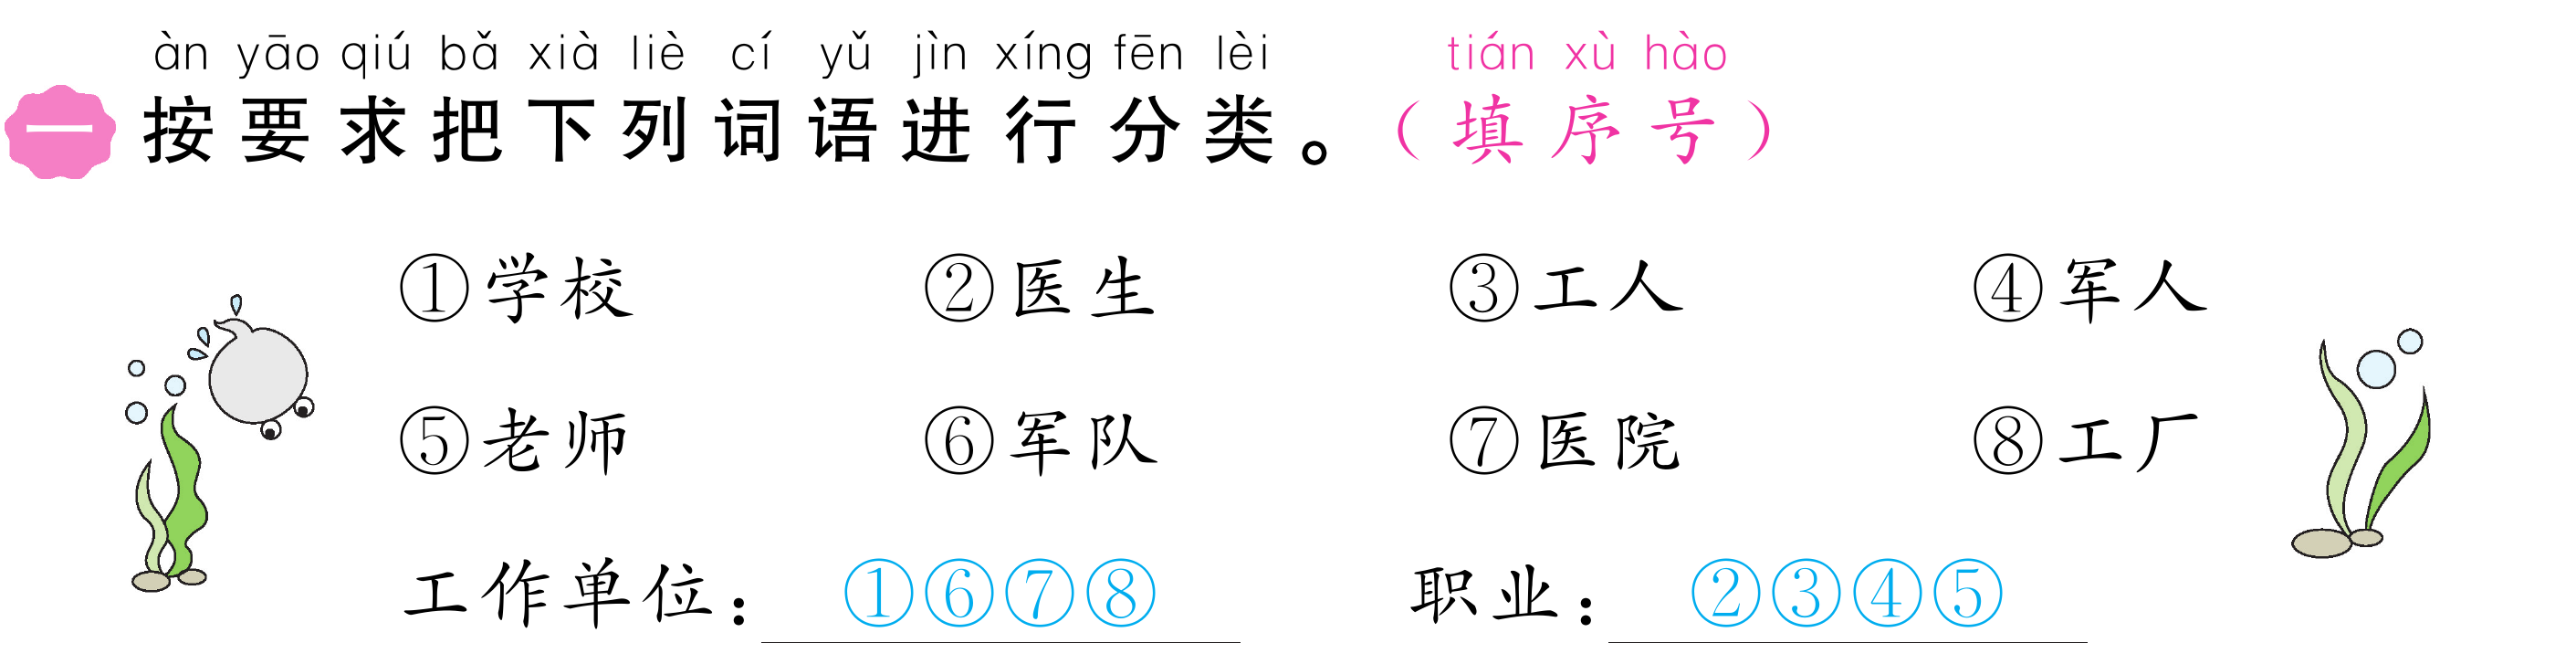 àn yāo qiú bǎ xià liè cí yǔ jìn xíng fēn lèi tián xù hào
一 按要求把下列词语进行分类。（填序号）
①学校 ②医生 ③工人 ④军人
⑤老师 ⑥军队 ⑦医院 ⑧工厂
工作单位：①⑥⑦⑧ 职业：②③④⑤